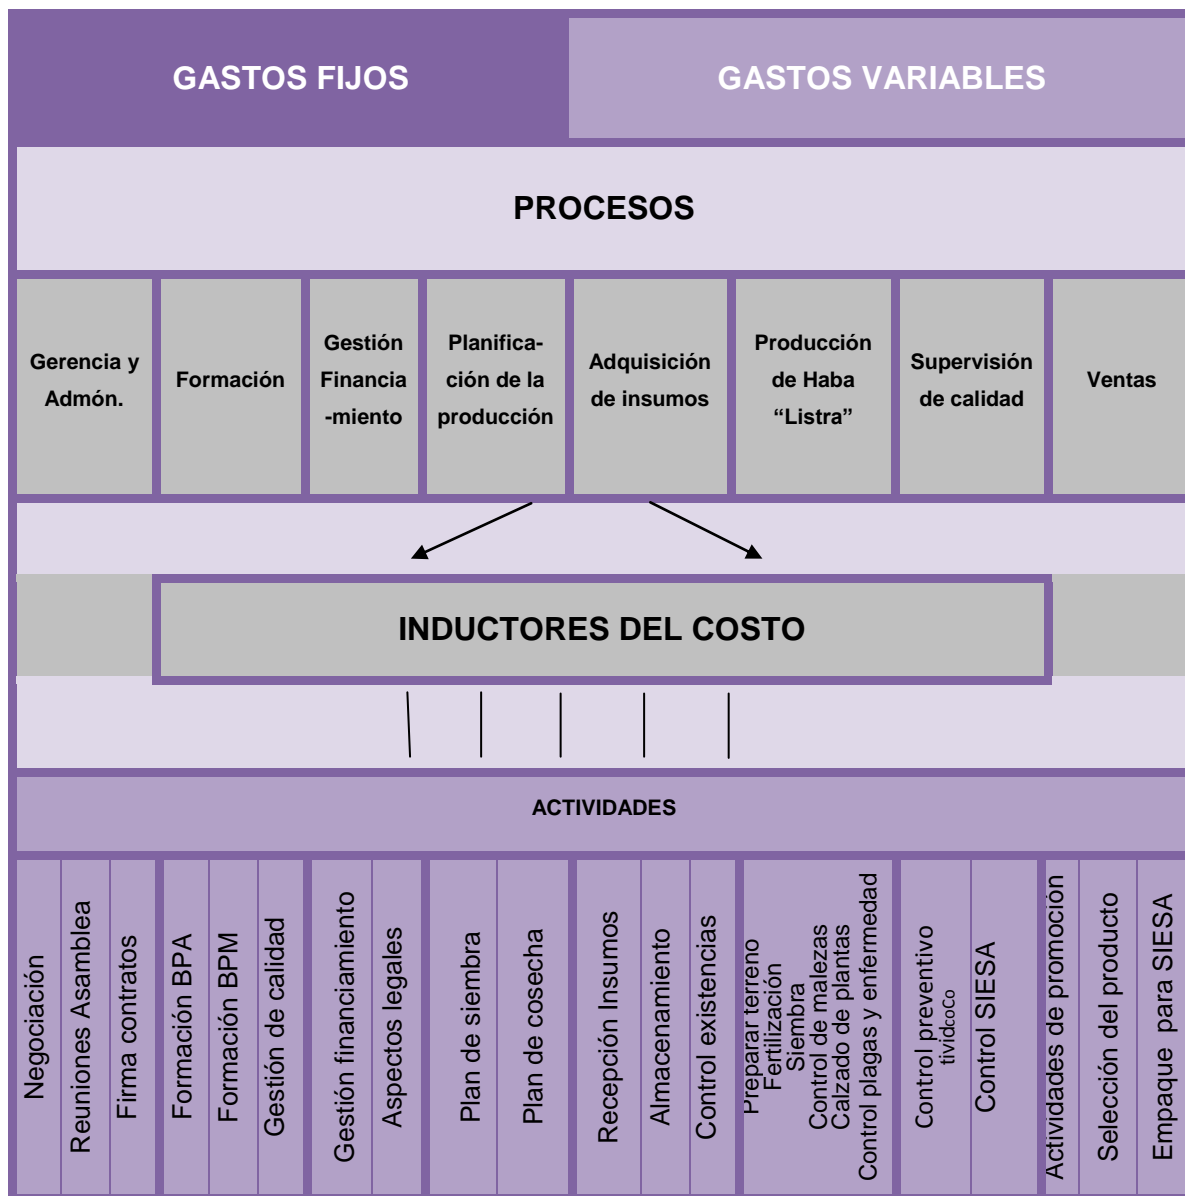 GASTOS FIJOS
GASTOS VARIABLES
PROCESOS
Gerencia y
Admón.
Formación
Gestión
Financia
-miento
Planifica-
ción de la
producción
Adquisición
de insumos
Producción
de Haba
“Listra”
Supervisión
de calidad
Ventas
INDUCTORES DEL COSTO
ACTIVIDADES
Negociación
Reuniones Asamblea
Firma contratos
Formación BPA
Formación BPM
Gestión de calidad
Gestión financiamiento
Aspectos legales
Plan de siembra
Plan de cosecha
Recepción Insumos
Almacenamiento
Control existencias
Preparar terreno
Fertilización
Siembra
Control de malezas
Calzado de plantas
Control plagas y enfermedad
Control preventivo
tividcoCo
Control SIESA
Actividades de promoción
Selección del producto
Empaque para SIESA